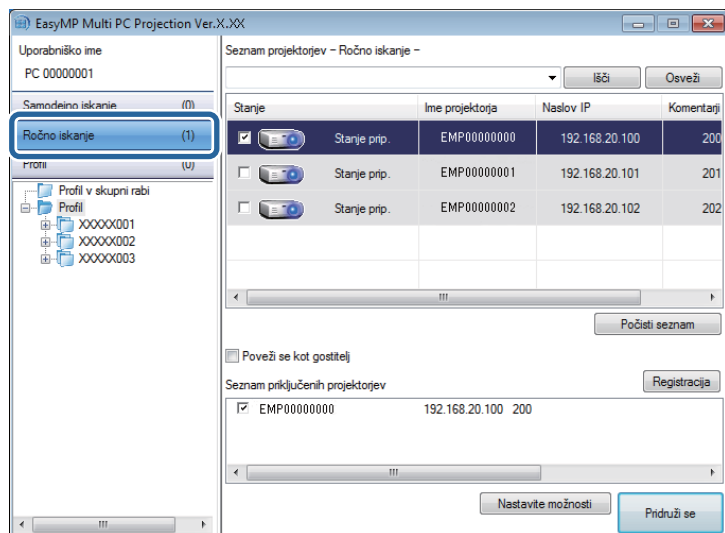 EasyMP Multi PC Projection Ver.X.XX
Uporabniško ime
PC 00000001
Samodejno iskanje (0)
Ročno iskanje (1)
Profil (0)
Profil v skupni rabi
Profil
XXXXX001
XXXXX002
XXXXX003
Seznam projektorjev – Ročno iskanje –
Išči Osveži
Stanje Ime projektorja Naslov IP Komentarji
Stanje prip. EMP00000000 192.168.20.100 200
Stanje prip. EMP00000001 192.168.20.101 201
Stanje prip. EMP00000002 192.168.20.102 202
Počisti seznam
Poveži se kot gostitelj
Seznam priključenih projektorjev Registracija
EMP00000000 192.168.20.100 200
Nastavite možnosti Pridruži se